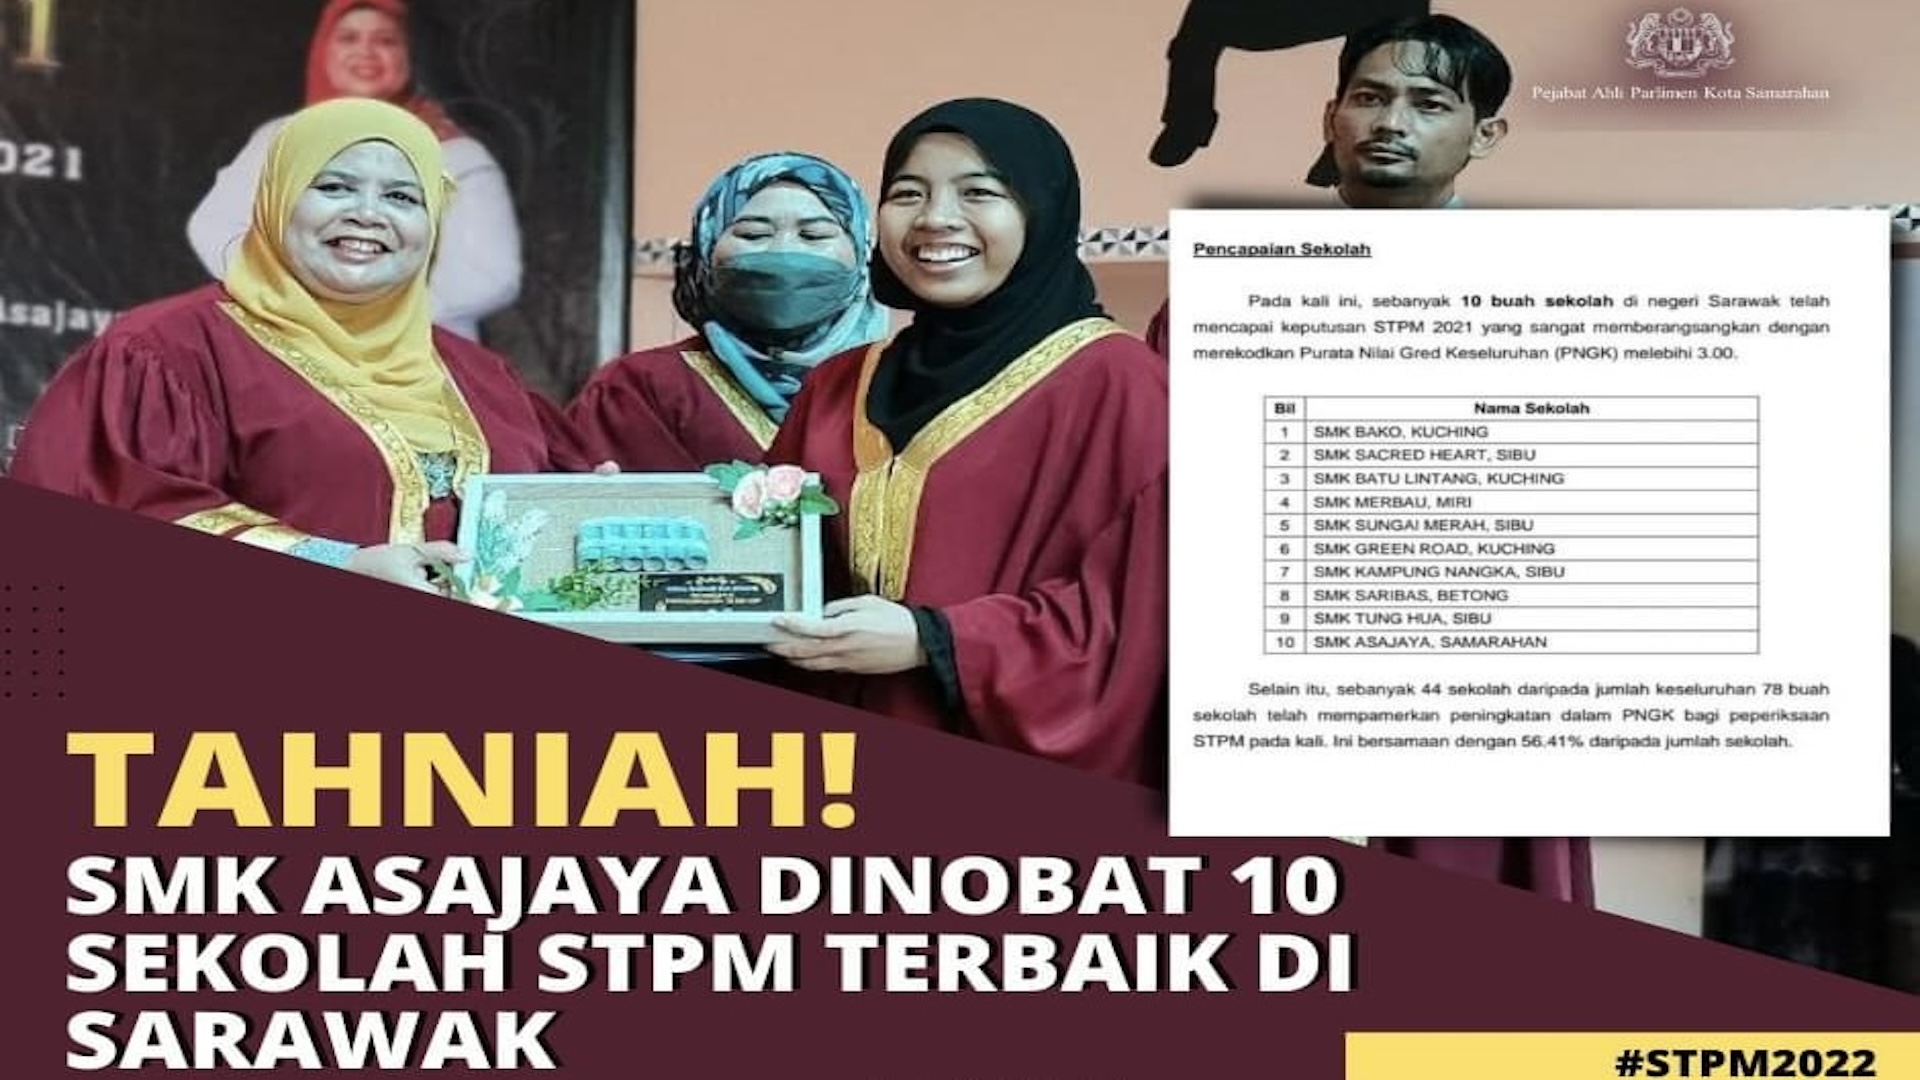 021
Asajay
Pejabat Ahli Parlimen Kota Samarahan
Pencapaian Sekolah
Pada kali ini, sebanyak 10 buah sekolah di negeri Sarawak telah
mencapai keputusan STPM 2021 yang sangat memberangsangkan dengan
merekodkan Purata Nilai Gred Keseluruhan (PNGK) melebihi 3.00.
Bil Nama Sekolah
1 SMK BAKO, KUCHING
2 SMK SACRED HEART, SIBU
3 SMK BATU LINTANG, KUCHING
4 SMK MERBAU, MIRI
5 SMK SUNGAI MERAH, SIBU
6 SMK GREEN ROAD, KUCHING
7 SMK KAMPUNG NANGKA, SIBU
8 SMK SARIBAS, BETONG
9 SMK TUNG HUA, SIBU
10 SMK ASAJAYA, SAMARAHAN
Selain itu, sebanyak 44 sekolah daripada jumlah keseluruhan 78 buah
sekolah telah mempamerkan peningkatan dalam PNGK bagi peperiksaan
STPM pada kali. Ini bersamaan dengan 56.41% daripada jumlah sekolah.
TAHNIAH!
SMK ASAJAYA DINOBAT 10
SEKOLAH STPM TERBAIK DI
SARAWAK
#STPM2022